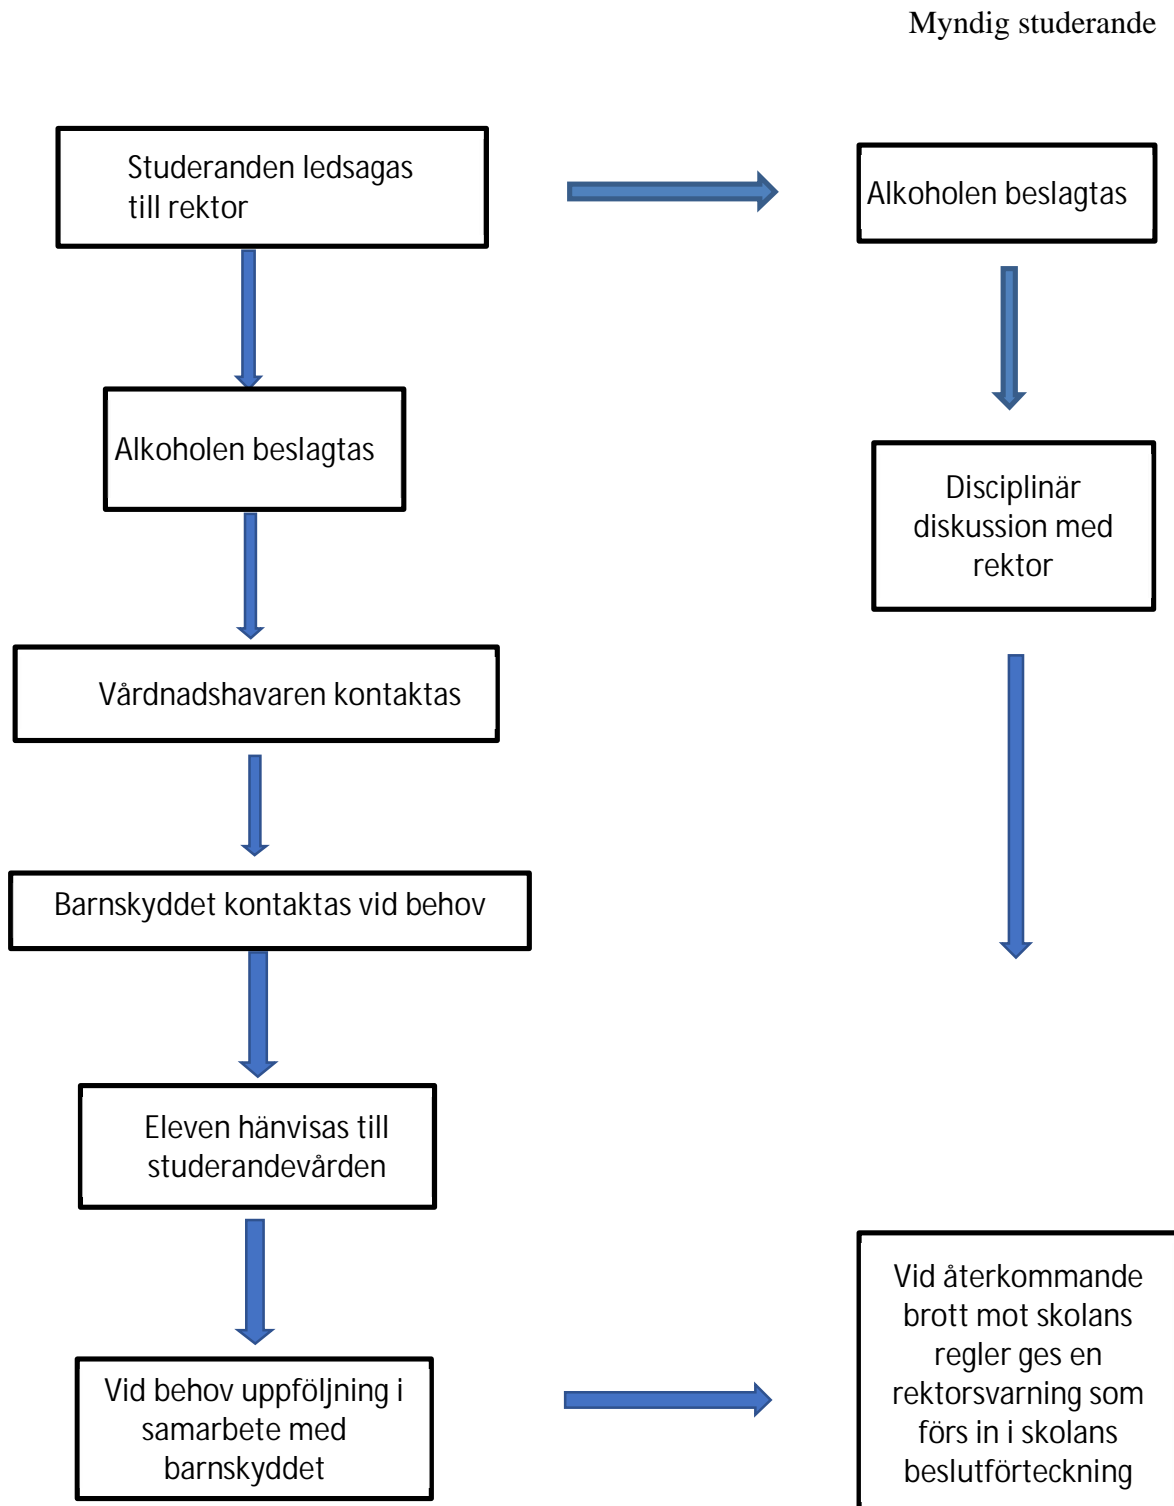 Myndig studerande
Studeranden ledsagas
till rektor
Alkoholen beslagtas
Alkoholen beslagtas
Disciplinär
diskussion med
rektor
Vårdnadshavaren kontaktas
Barnskyddet kontaktas vid behov
Eleven hänvisas till
studerandevården
Vid behov uppföljning i
samarbete med
barnskyddet
Vid återkommande
brott mot skolans
regler ges en
rektorsvarning som
förs in i skolans
beslutförteckning